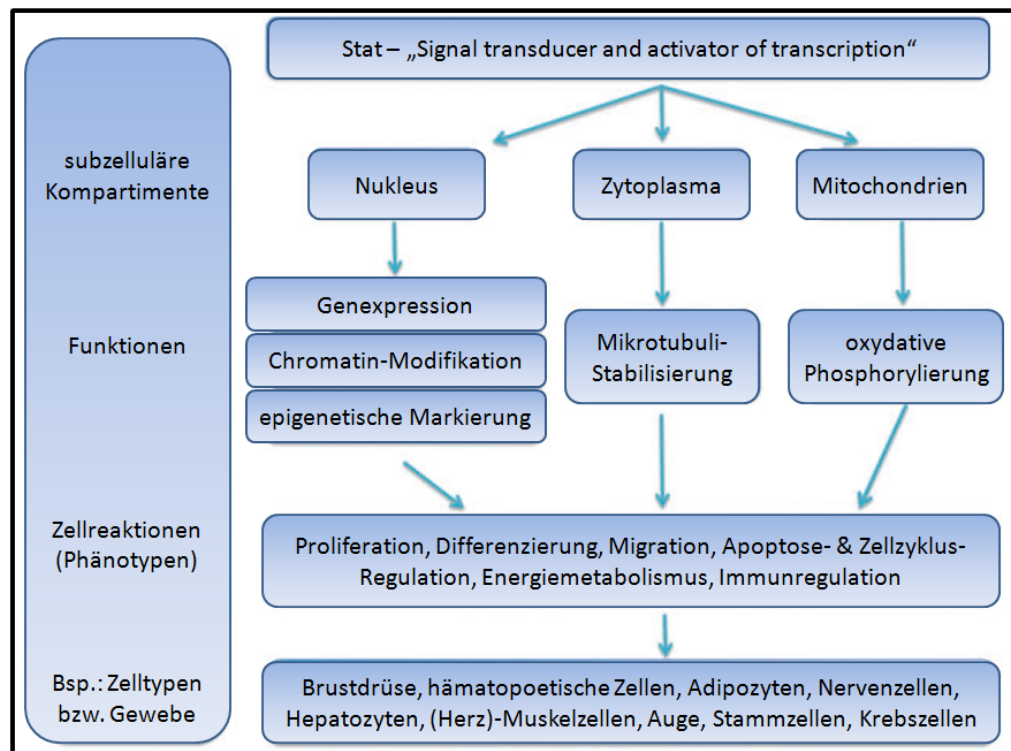 Stat – „Signal transducer and activator of transcription“
subzelluläre
Kompartimente
Nukleus
Zytoplasma
Mitochondrien
Funktionen
Genexpression
Chromatin-Modifikation
epigenetische Markierung
Mikrotubuli-
Stabilisierung
oxydative
Phosphorylierung
Zellreaktionen
(Phänotypen)
Proliferation, Differenzierung, Migration, Apoptose- & Zellzyklus-
Regulation, Energiemetabolismus, Immunregulation
Bsp.: Zelltypen
bzw. Gewebe
Brustdrüse, hämatopoetische Zellen, Adipozyten, Nervenzellen,
Hepatozyten, (Herz)-Muskelzellen, Auge, Stammzellen, Krebszellen